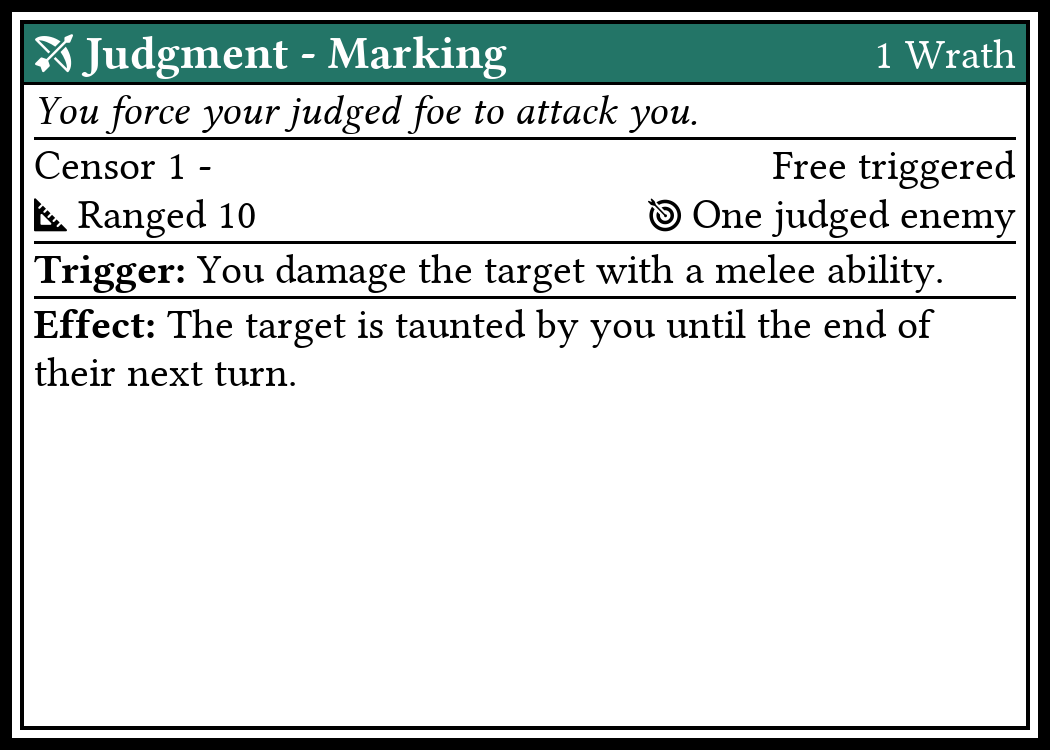 Judgment - Marking 1 Wrath
You force your judged foe to attack you.
Censor 1 - Free triggered
Ranged 10 One judged enemy
Trigger: You damage the target with a melee ability.
Effect: The target is taunted by you until the end of
their next turn.